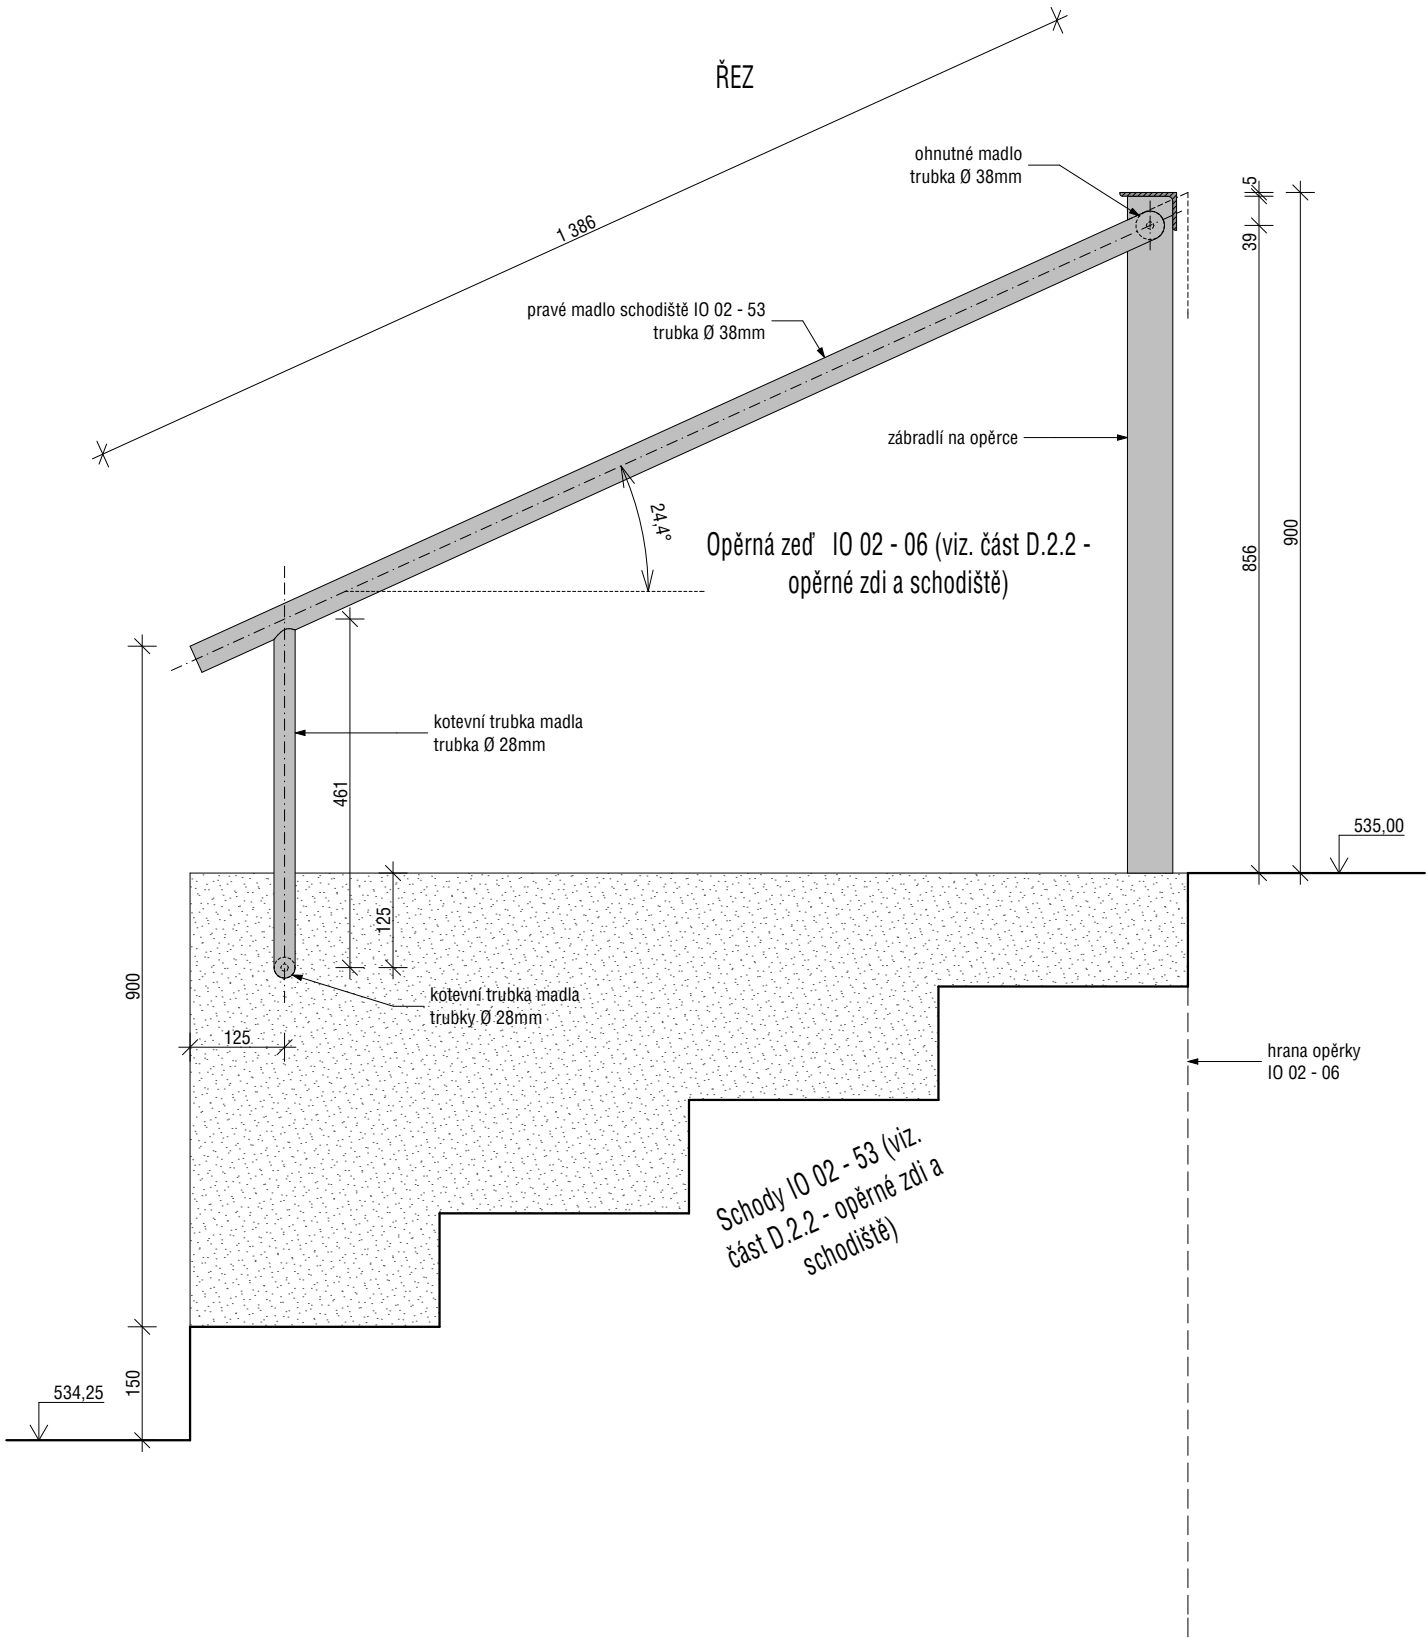 ŘEZ
ohnutné madlo
trubka Ø 38mm
5
39
1 386
pravé madlo schodiště IO 02 - 53
trubka Ø 38mm
zábradlí na opěrce
24,4°
Opěrná zeď IO 02 - 06 (viz. část D.2.2 -
opěrné zdi a schodiště)
856
900
kotevní trubka madla
trubka Ø 28mm
461
535,00
125
900
kotevní trubka madla
trubky Ø 28mm
125
hrana opěrky
IO 02 - 06
Schody IO 02 - 53 (viz.
část D.2.2 - opěrné zdi a
schodiště)
150
534,25